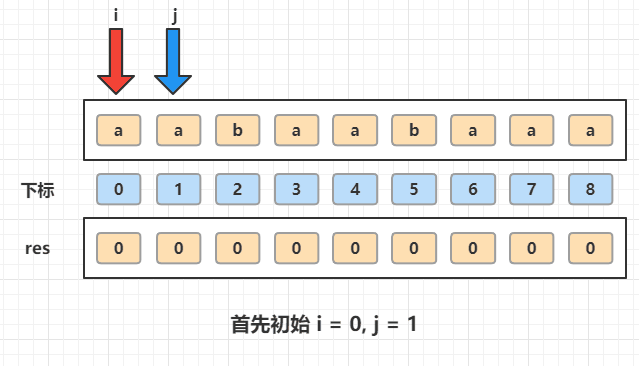 i j
a a b a a b a a a
下标 0 1 2 3 4 5 6 7 8
res 0 0 0 0 0 0 0 0 0
首先初始 i = 0, j = 1